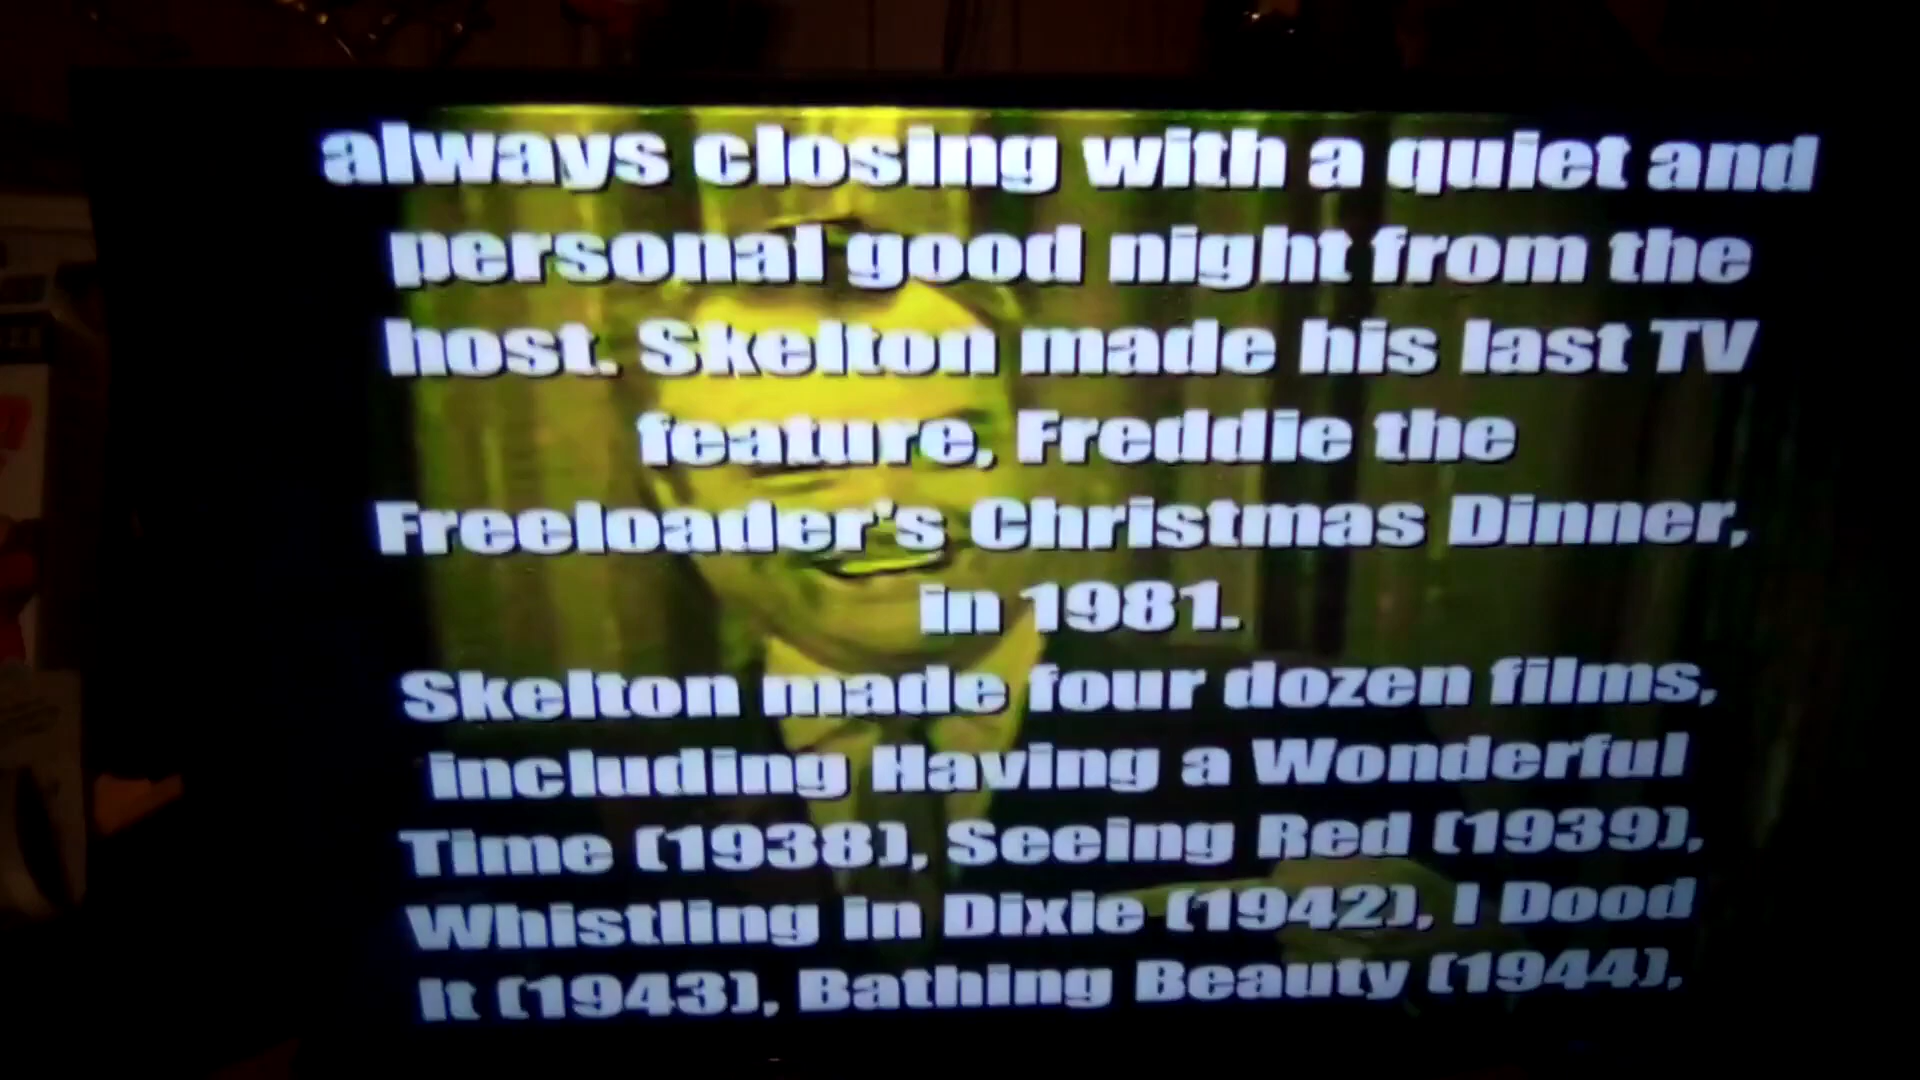 always closing with a quiet and
personal good night from the
host. Skelton made his last TV
feature, Freddie the
Freeloader's Christmas Dinner,
in 1981.
Skelton made four dozen films,
including Having a Wonderful
Time (1938), Seeing Red (1939),
Whistling in Dixie (1942), I Dood
It (1943), Bathing Beauty (1944),